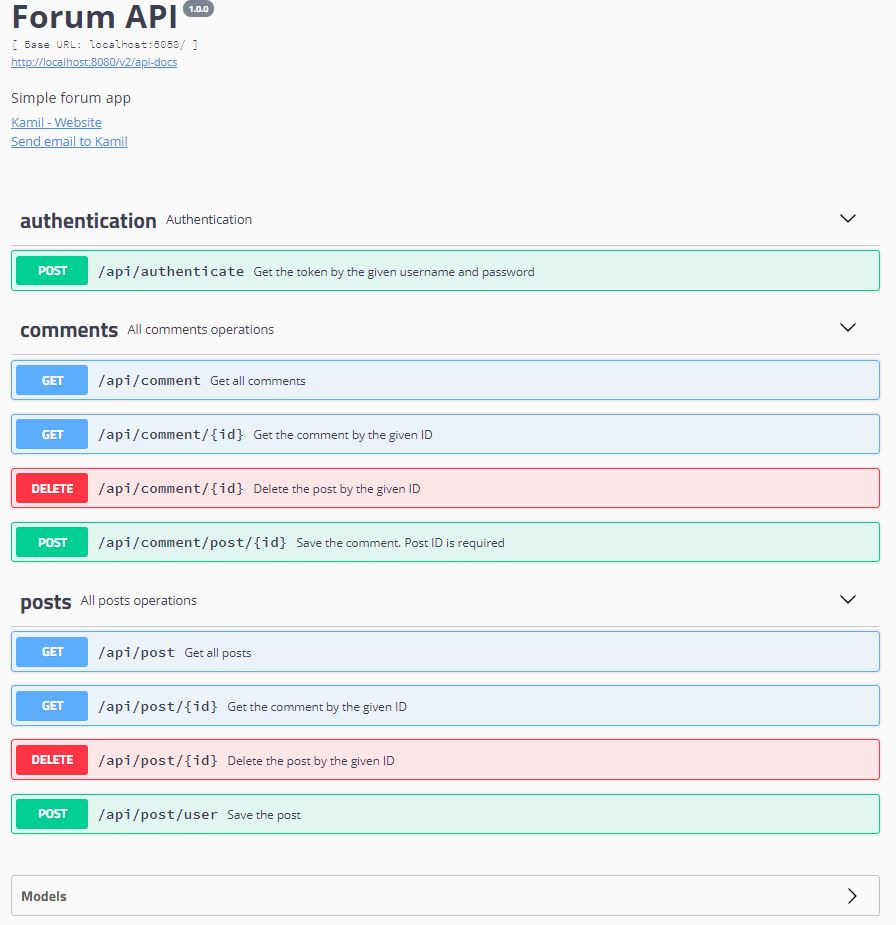 Forum API 1.0.0
[ Base URL: localhost:8080/ ]
http://localhost:8080/v2/api-docs
Simple forum app
Kamil - Website
Send email to Kamil
authentication Authentication
POST /api/authenticate Get the token by the given username and password
comments All comments operations
GET /api/comment Get all comments
GET /api/comment/{id} Get the comment by the given ID
DELETE /api/comment/{id} Delete the post by the given ID
POST /api/comment/post/{id} Save the comment. Post ID is required
posts All posts operations
GET /api/post Get all posts
GET /api/post/{id} Get the comment by the given ID
DELETE /api/post/{id} Delete the post by the given ID
POST /api/post/user Save the post
Models